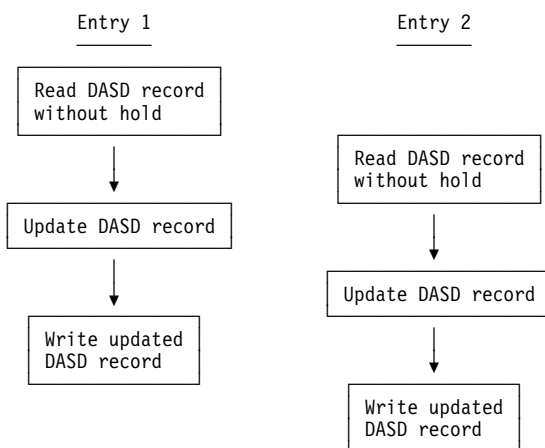 Entry 1
Read DASD record
without hold
Update DASD record
Write updated
DASD record
Entry 2
Read DASD record
without hold
Update DASD record
Write updated
DASD record